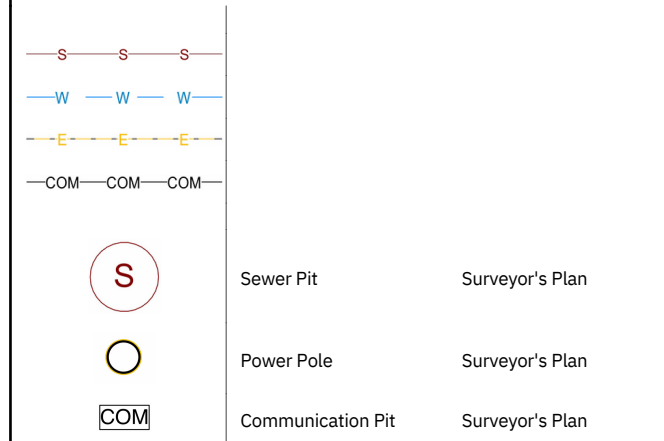 S S S
W W W
E E E
COM COM COM
S Sewer Pit Surveyor's Plan
Power Pole Surveyor's Plan
COM Communication Pit Surveyor's Plan